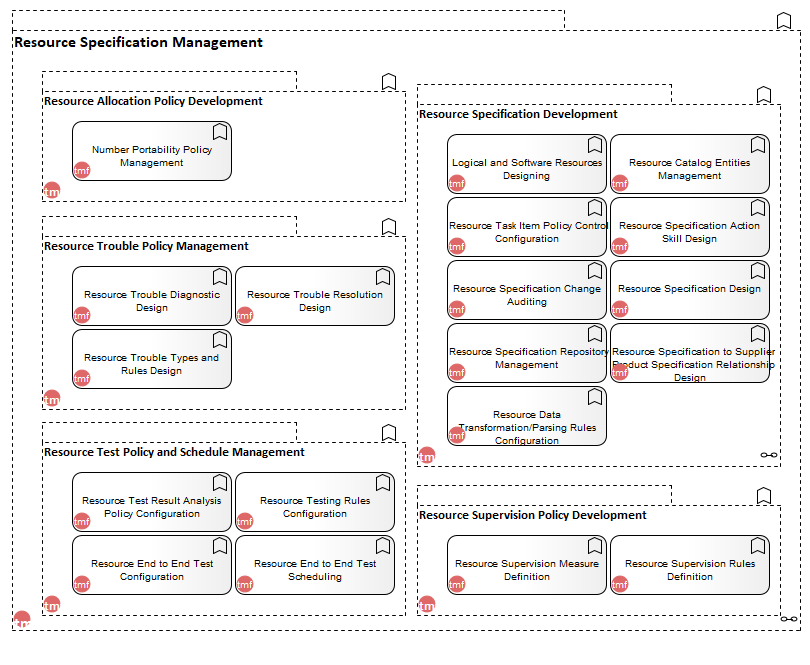 Resource Specification Management
Resource Allocation Policy Development
Number Portability Policy
Management
tmf
tm
Resource Trouble Policy Management
Resource Trouble Diagnostic
Design
tmf
Resource Trouble Resolution
Design
tmf
Resource Trouble Types and
Rules Design
tmf
tm
Resource Test Policy and Schedule Management
Resource Test Result Analysis
Policy Configuration
tmf
Resource Testing Rules
Configuration
tmf
Resource End to End Test
Configuration
tmf
Resource End to End Test
Scheduling
tmf
tm
Resource Specification Development
Logical and Software Resources
Designing
tmf
Resource Catalog Entities
Management
tmf
Resource Task Item Policy Control
Configuration
tmf
Resource Specification Action
Skill Design
tmf
Resource Specification Change
Auditing
tmf
Resource Specification Design
tmf
Resource Specification Repository
Management
tmf
Resource Specification to Supplier
Product Specification Relationship
Design
tmf
Resource Data
Transformation/Parsing Rules
Configuration
tmf
tm
Resource Supervision Policy Development
Resource Supervision Measure
Definition
tmf
Resource Supervision Rules
Definition
tmf
tm
tm